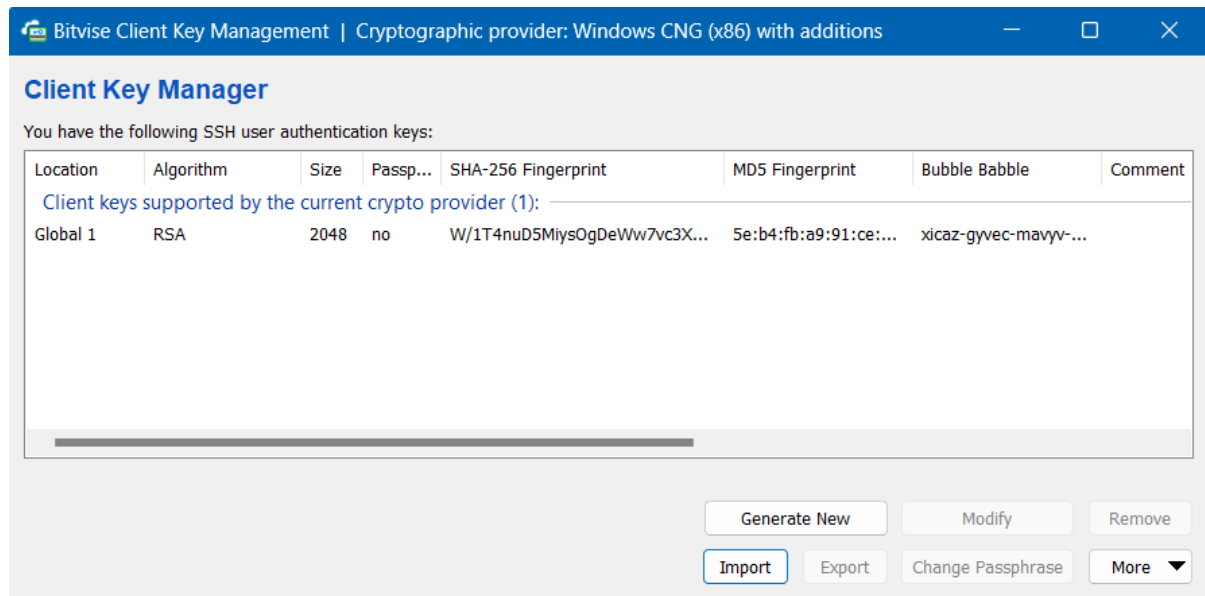 Bitvise Client Key Management | Cryptographic provider: Windows CNG (x86) with additions
Client Key Manager
You have the following SSH user authentication keys:
Location Algorithm Size Passp... SHA-256 Fingerprint MD5 Fingerprint Bubble Babble Comment
Client keys supported by the current crypto provider (1):
Global 1 RSA 2048 no W/1T4nuD5MiysOgDeWw7vc3X... 5e:b4:fb:a9:91:ce:... xicaz-gyvec-mavyv-...
Generate New Modify Remove
Import Export Change Passphrase More